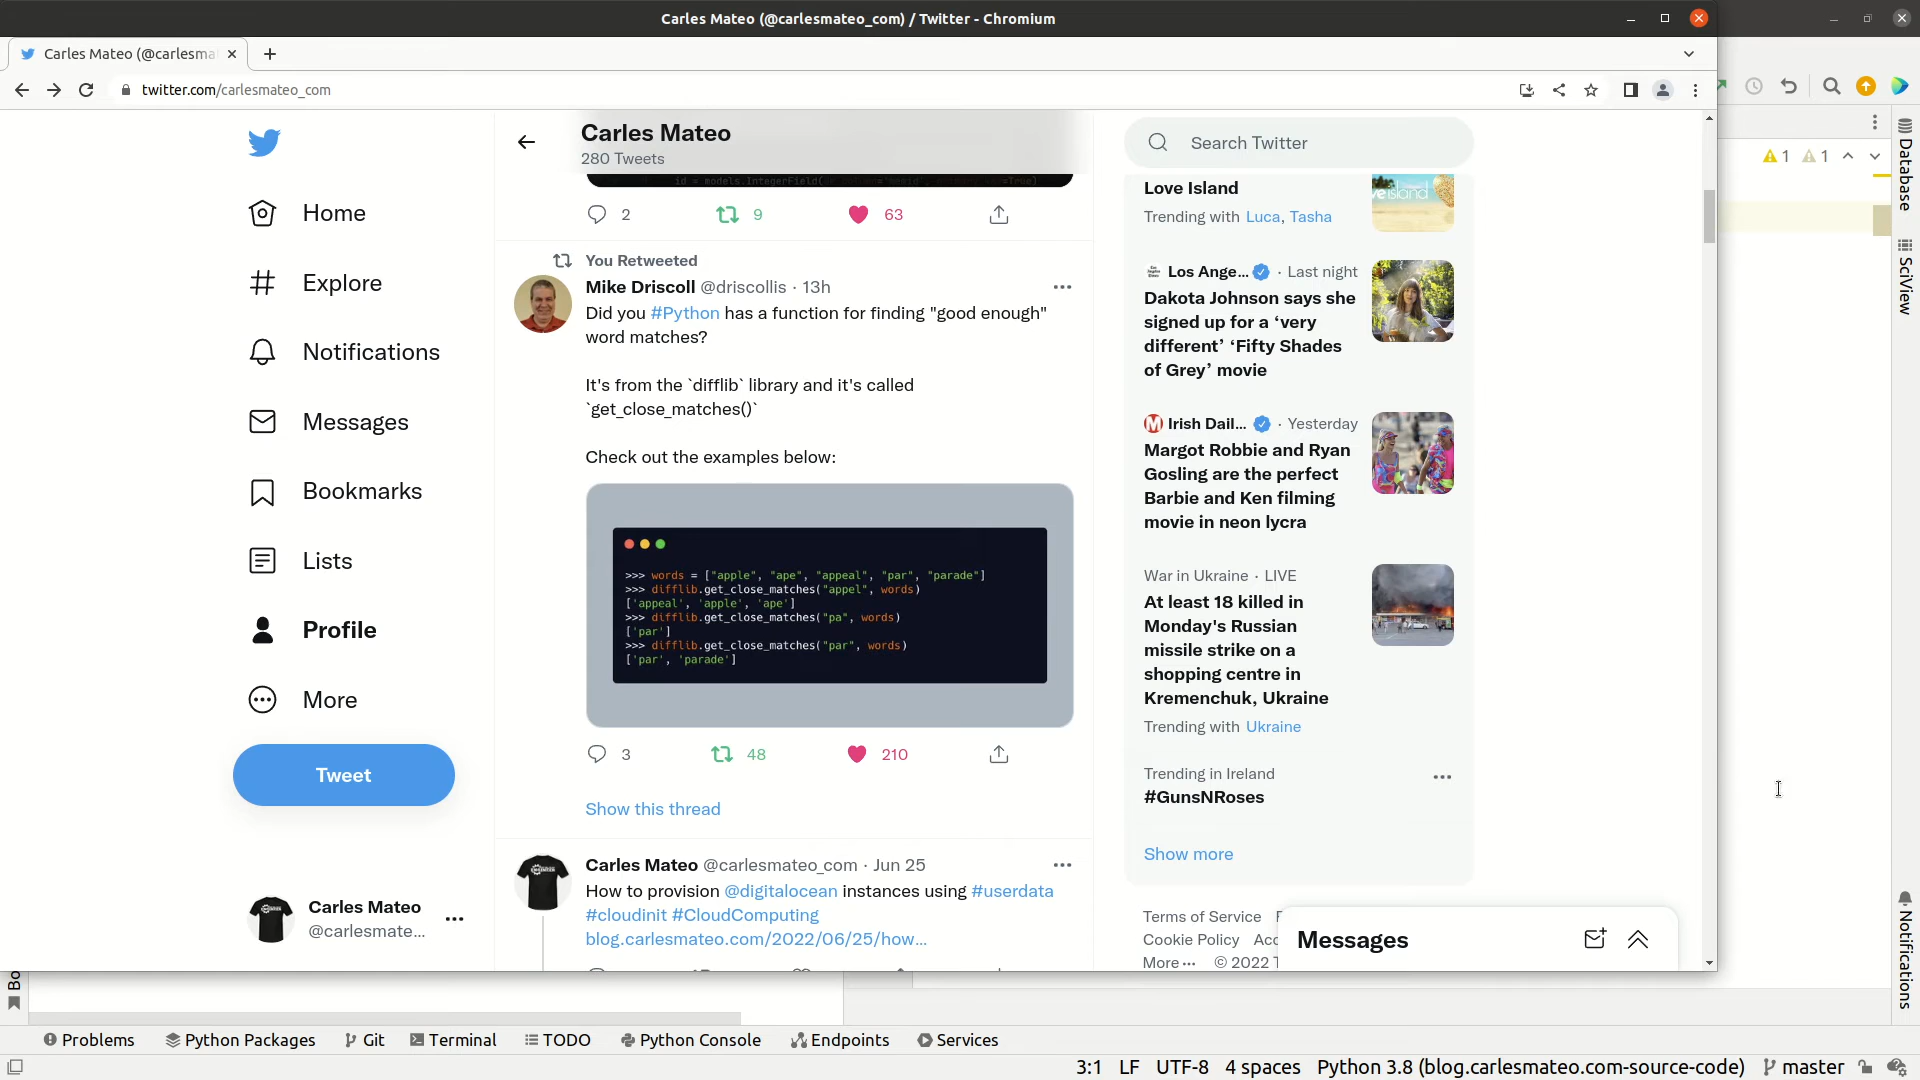 Carles Mateo (@carlesmateo_com) / Twitter - Chromium
Carles Mateo (@carlesma
twitter.com/carlesmateo_com
Home
Explore
Notifications
Messages
Bookmarks
Lists
Profile
More
Tweet
Carles Mateo
@carlesmate...
Carles Mateo
280 Tweets
id = models.IntegerField(
2
9
63
You Retweeted
Mike Driscoll @driscollis · 13h
Did you #Python has a function for finding "good enough"
word matches?
It's from the `difflib` library and it's called
`get_close_matches()`
Check out the examples below:
>>> words = ["apple", "ape", "appeal", "par", "parade"]
>>> difflib.get_close_matches("appel", words)
['appeal', 'apple', 'ape']
>>> difflib.get_close_matches("pa", words)
['par']
>>> difflib.get_close_matches("par", words)
['par', 'parade']
3
48
210
Show this thread
Carles Mateo @carlesmateo_com · Jun 25
How to provision @digitalocean instances using #userdata
#cloudinit #CloudComputing
blog.carlesmateo.com/2022/06/25/how...
Search Twitter
Love Island
Trending with Luca, Tasha
Los Ange... · Last night
Dakota Johnson says she
signed up for a ‘very
different’ ‘Fifty Shades
of Grey’ movie
Irish Dail... · Yesterday
Margot Robbie and Ryan
Gosling are the perfect
Barbie and Ken filming
movie in neon lycra
War in Ukraine · LIVE
At least 18 killed in
Monday's Russian
missile strike on a
shopping centre in
Kremenchuk, Ukraine
Trending with Ukraine
Trending in Ireland
#GunsNRoses
Show more
Terms of Service
Cookie Policy
More ··· © 2022
Messages
1 1
Database
SciView
Notifications
Problems Python Packages Git Terminal TODO Python Console Endpoints Services
3:1 LF UTF-8 4 spaces Python 3.8 (blog.carlesmateo.com-source-code) master